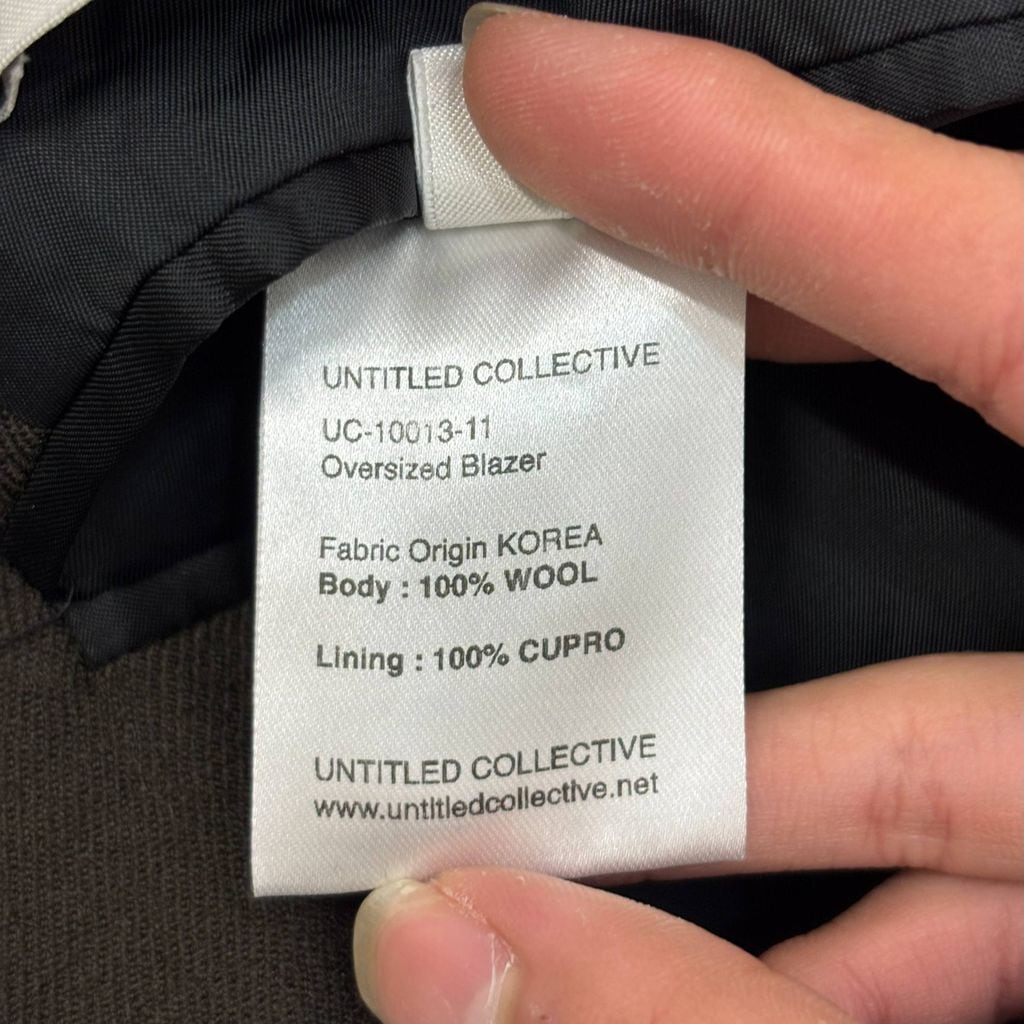 UNTITLED COLLECTIVE
UC-10013-11
Oversized Blazer
Fabric Origin KOREA
Body : 100% WOOL
Lining : 100% CUPRO
UNTITLED COLLECTIVE
www.untitledcollective.net